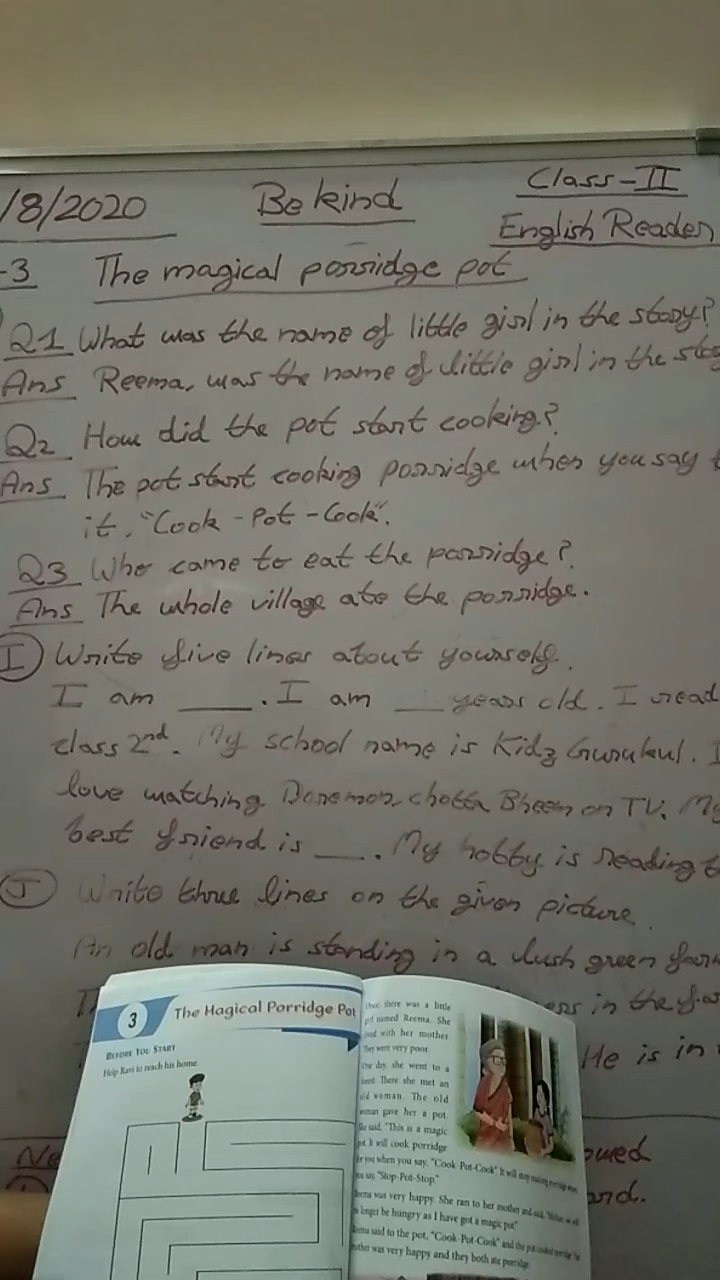 /8/2020 Be kind Class-II
English Reader
-3 The magical porridge pot
Q1 What was the name of little girl in the story?
Ans Reema, was the name of little girl in the
Q2 How did the pot start cooking?
Ans The pot start cooking porridge when you say
it, "Cook-Pot-Cook".
Q3 Who came to eat the porridge?
Ans The whole village ate the porridge.
I Write five lines about yourself.
I am ____. I am ___ years old. I read
class 2nd. My school name is Kidz Gurukul. I
love watching Doremon, chotta Bheem on TV. My
best friend is ___. My hobby is reading
J Write three lines on the given picture.
An old man is standing in a lush green
in the
He is in
3 The Magical Porridge Pot
BEFORE YOU START
Help Ravi to reach his home.
Once there was a little
girl named Reema. She
lived with her mother
They were very poor
One day, she went to a
There she met an
old woman. The old
woman gave her a pot.
She said, "This is a magic
pot. It will cook porridge
for you when you say, "Cook-Pot-Cook" It will stop making porridge when
you say, "Stop-Pot-Stop."
Reema was very happy. She ran to her mother and said,
no longer be hungry as I have got a magic pot"
Reema said to the pot, "Cook-Pot-Cook" and the pot cooked porridge
mother was very happy and they both ate porridge